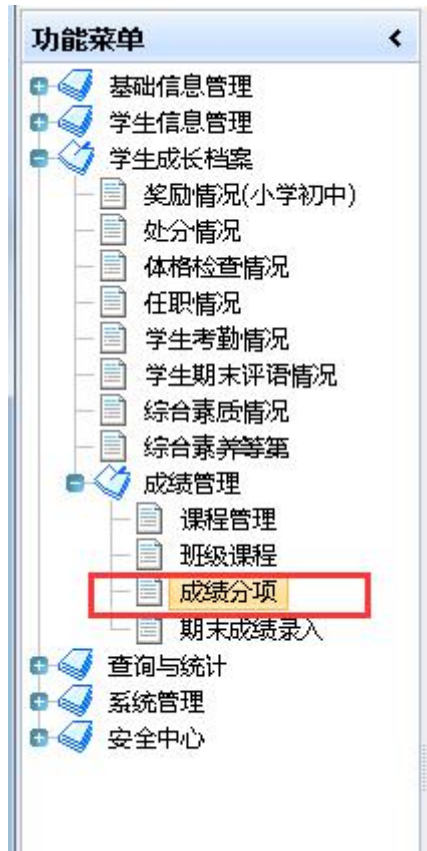 功能菜单
基础信息管理
学生信息管理
学生成长档案
奖励情况(小学初中)
处分情况
体格检查情况
任职情况
学生考勤情况
学生期末评语情况
综合素质情况
综合素养等第
成绩管理
课程管理
班级课程
成绩分项
期末成绩录入
查询与统计
系统管理
安全中心